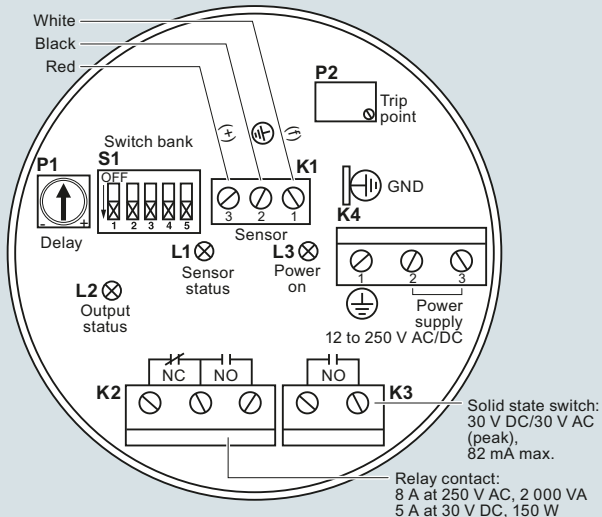 White
Black
Red
P2
Trip
point
(+)
(f)
Switch bank
P1
S1
OFF
K1
- +
1 2 3 4 5
3 2 1
GND
K4
Delay
Sensor
L1
Sensor
status
L3
Power
on
1 2 3
L2
Output
status
Power
supply
12 to 250 V AC/DC
NC
NO
NO
K2
K3
Solid state switch:
30 V DC/30 V AC
(peak),
82 mA max.
Relay contact:
8 A at 250 V AC, 2 000 VA
5 A at 30 V DC, 150 W